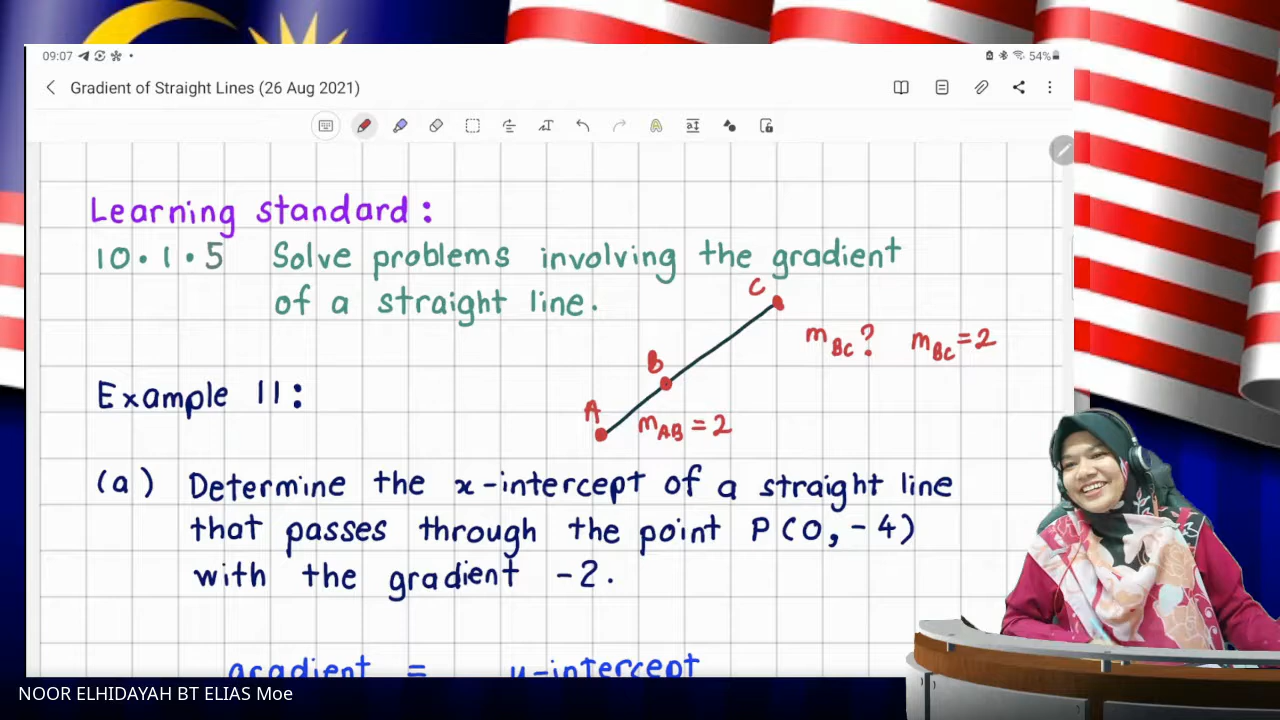 09:07
54%
Gradient of Straight Lines (26 Aug 2021)
Learning standard:
10.1.5 Solve problems involving the gradient
of a straight line.
C
m_BC? m_BC = 2
B
Example 11:
A
m_AB = 2
(a) Determine the x-intercept of a straight line
that passes through the point P(0, -4)
with the gradient -2.
gradient = y-intercept
NOOR ELHIDAYAH BT ELIAS Moe